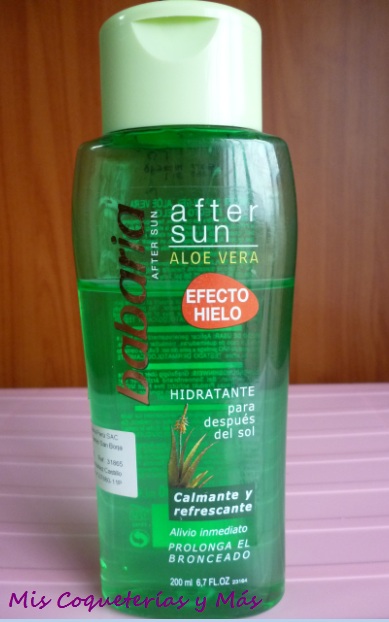 babaria
AFTER SUN
after
sun
ALOE VERA
EFECTO
HIELO
HIDRATANTE
para
después
del sol
Calmante y
refrescante
Alivio inmediato
PROLONGA EL
BRONCEADO
200 ml 6,7 FL.OZ
SAC
Mis Coqueterías y Más